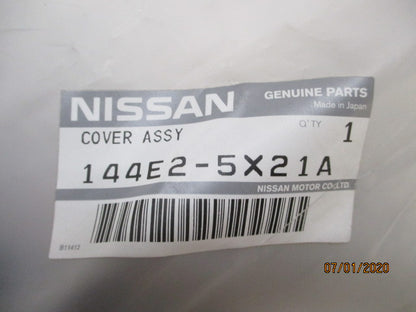 NISSAN
GENUINE PARTS
Made in Japan
COVER ASSY
Q'TY 1
144E2-5X21A
NISSAN MOTOR CO.,LTD.
B11412
07/01/2020